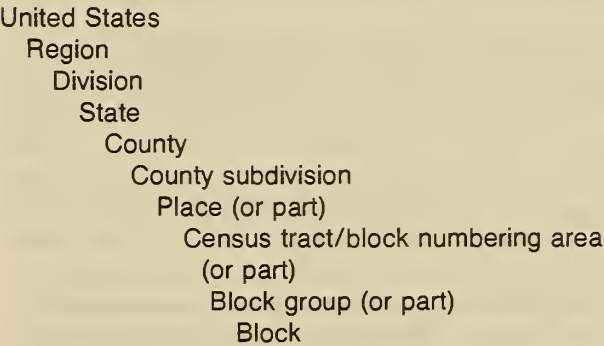 United States
Region
Division
State
County
County subdivision
Place (or part)
Census tract/block numbering area
(or part)
Block group (or part)
Block